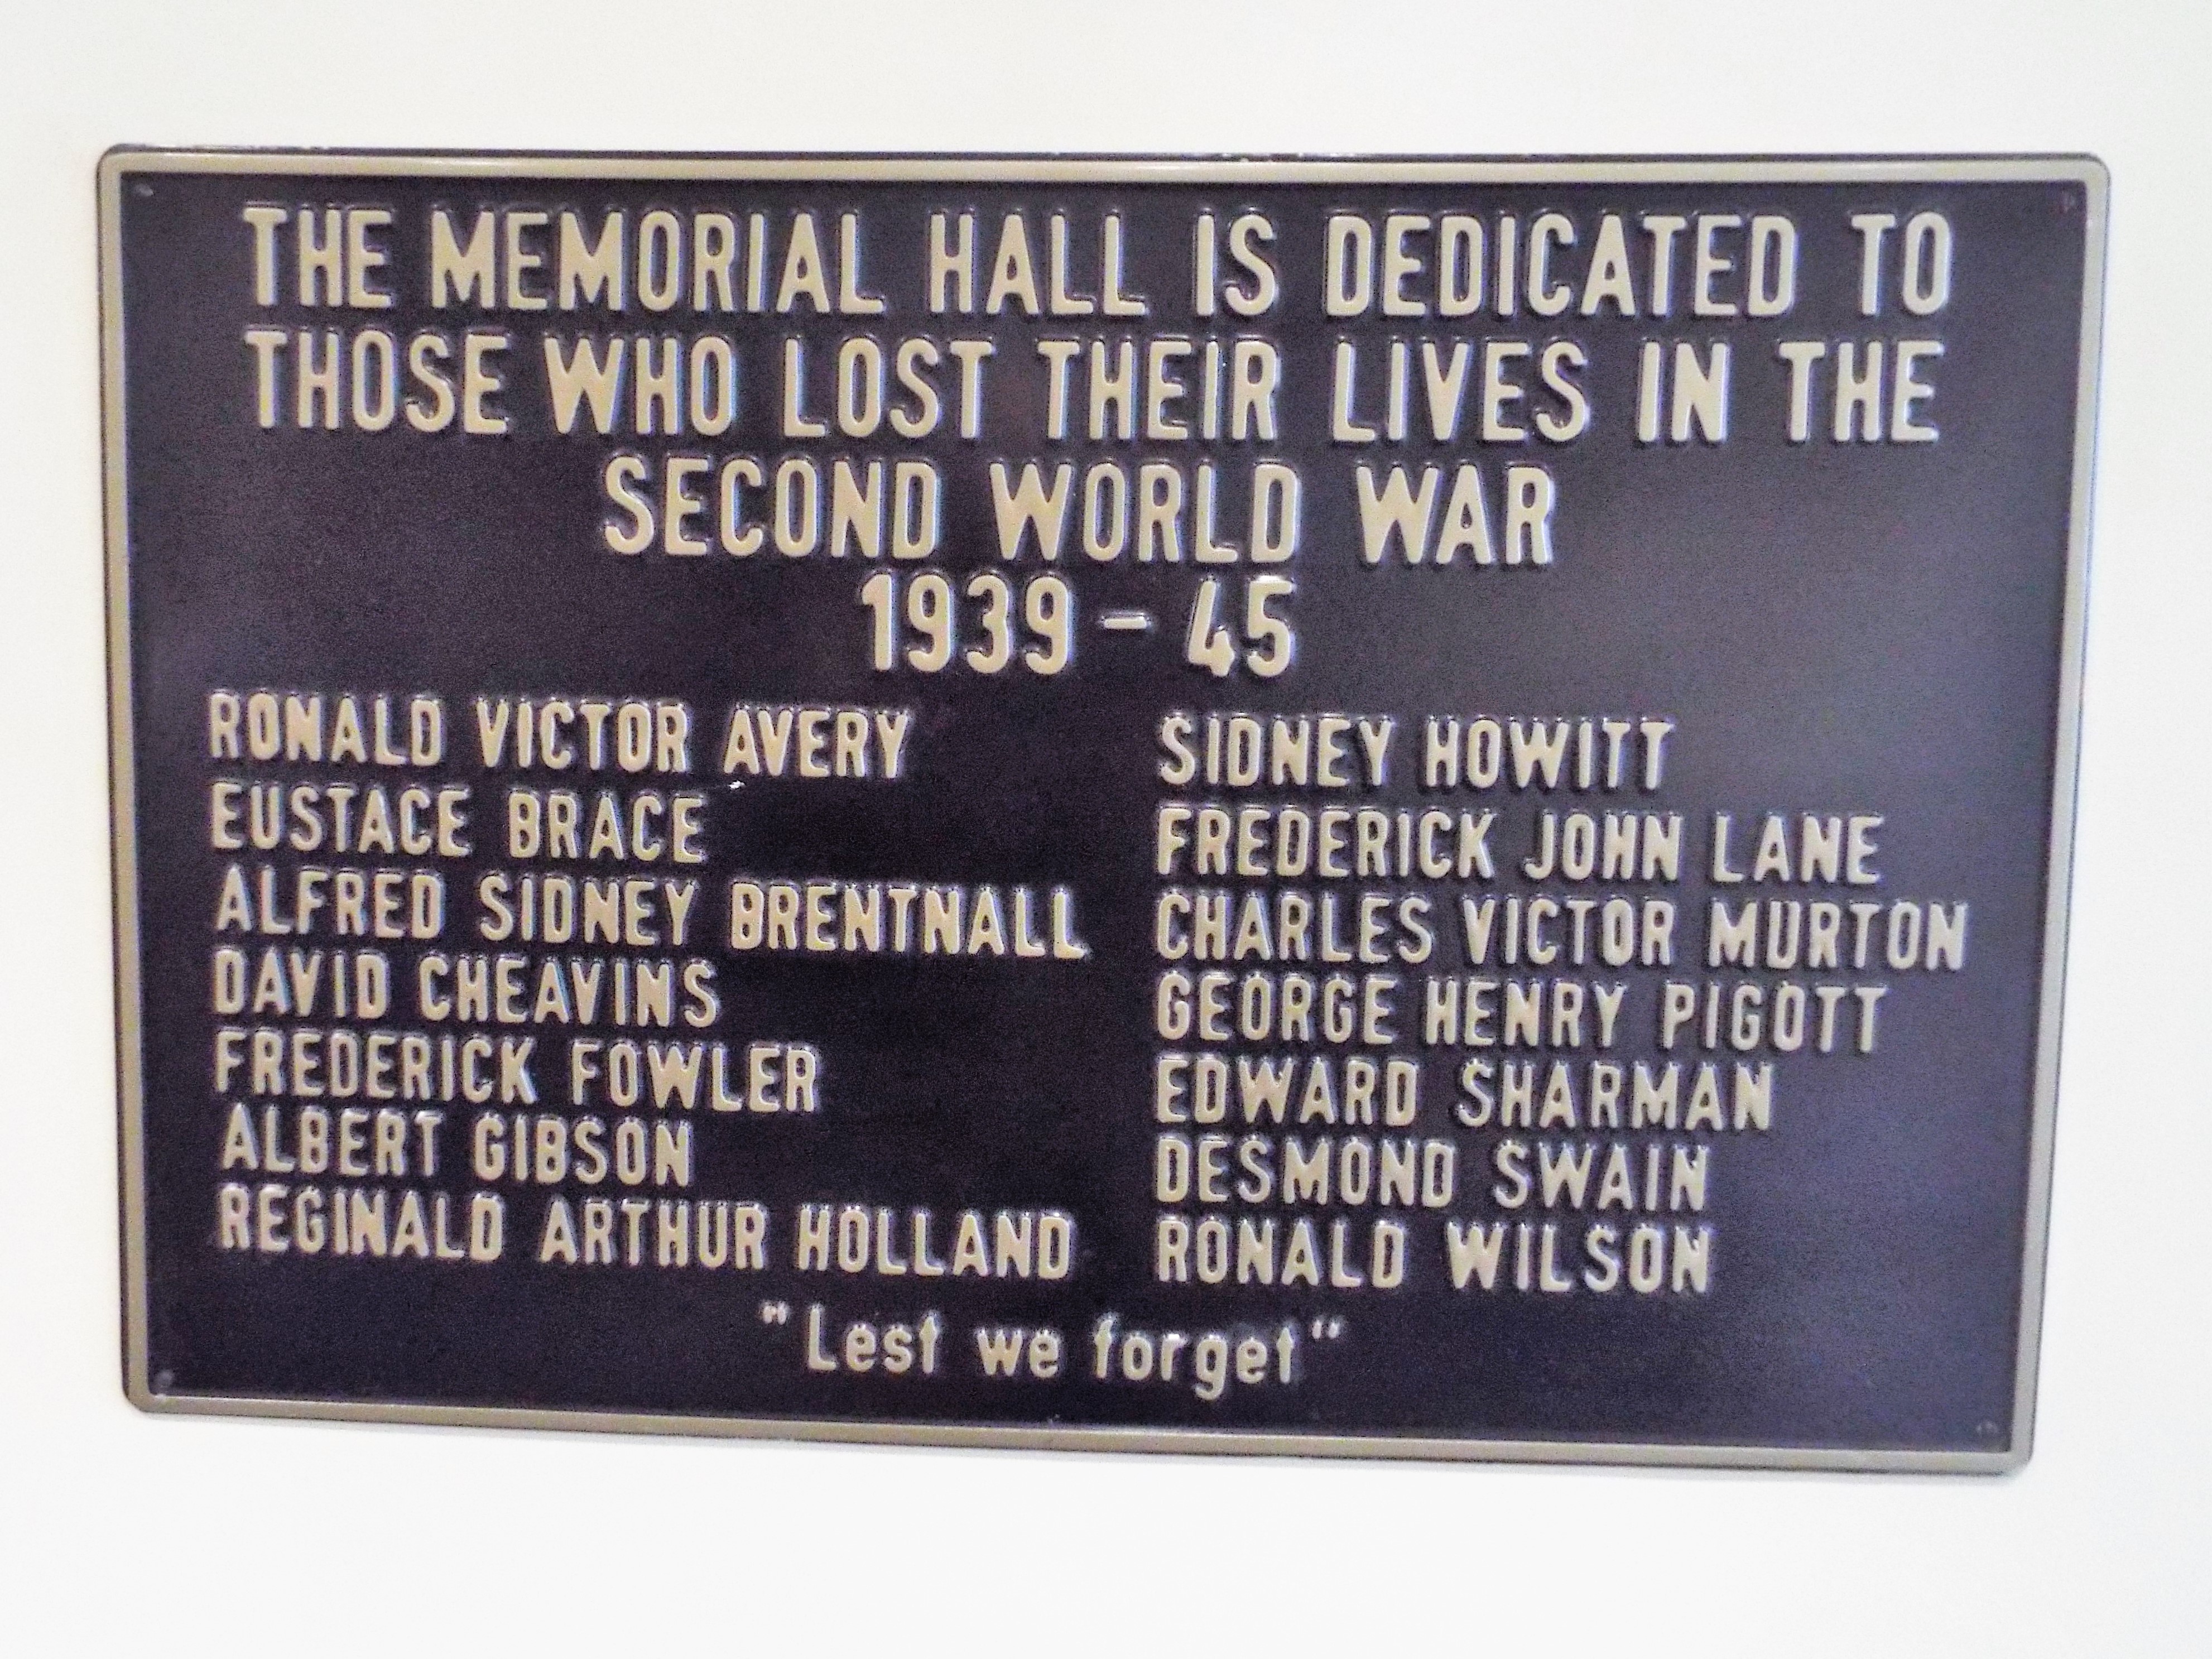 THE MEMORIAL HALL IS DEDICATED TO
THOSE WHO LOST THEIR LIVES IN THE
SECOND WORLD WAR
1939 - 45
RONALD VICTOR AVERY
EUSTACE BRACE
ALFRED SIDNEY BRENTNALL
DAVID CHEAVINS
FREDERICK FOWLER
ALBERT GIBSON
REGINALD ARTHUR HOLLAND
SIDNEY HOWITT
FREDERICK JOHN LANE
CHARLES VICTOR MURTON
GEORGE HENRY PIGOTT
EDWARD SHARMAN
DESMOND SWAIN
RONALD WILSON
"Lest we forget"